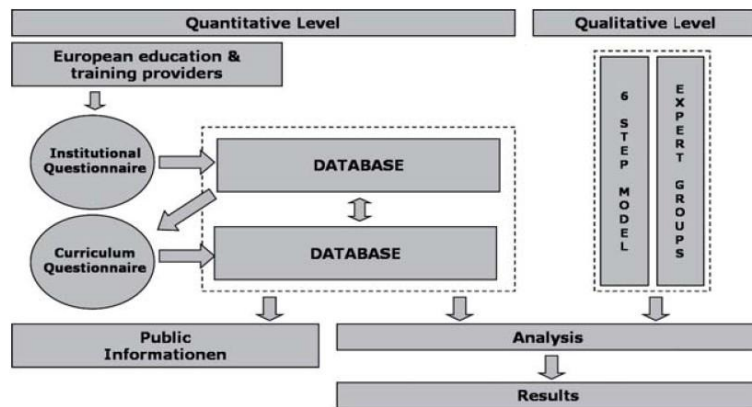 Quantitative Level
Qualitative Level
European education &
training providers
Institutional
Questionnaire
DATABASE
Curriculum
Questionnaire
DATABASE
6 STEP MODEL
EXPERT GROUPS
Public
Informationen
Analysis
Results